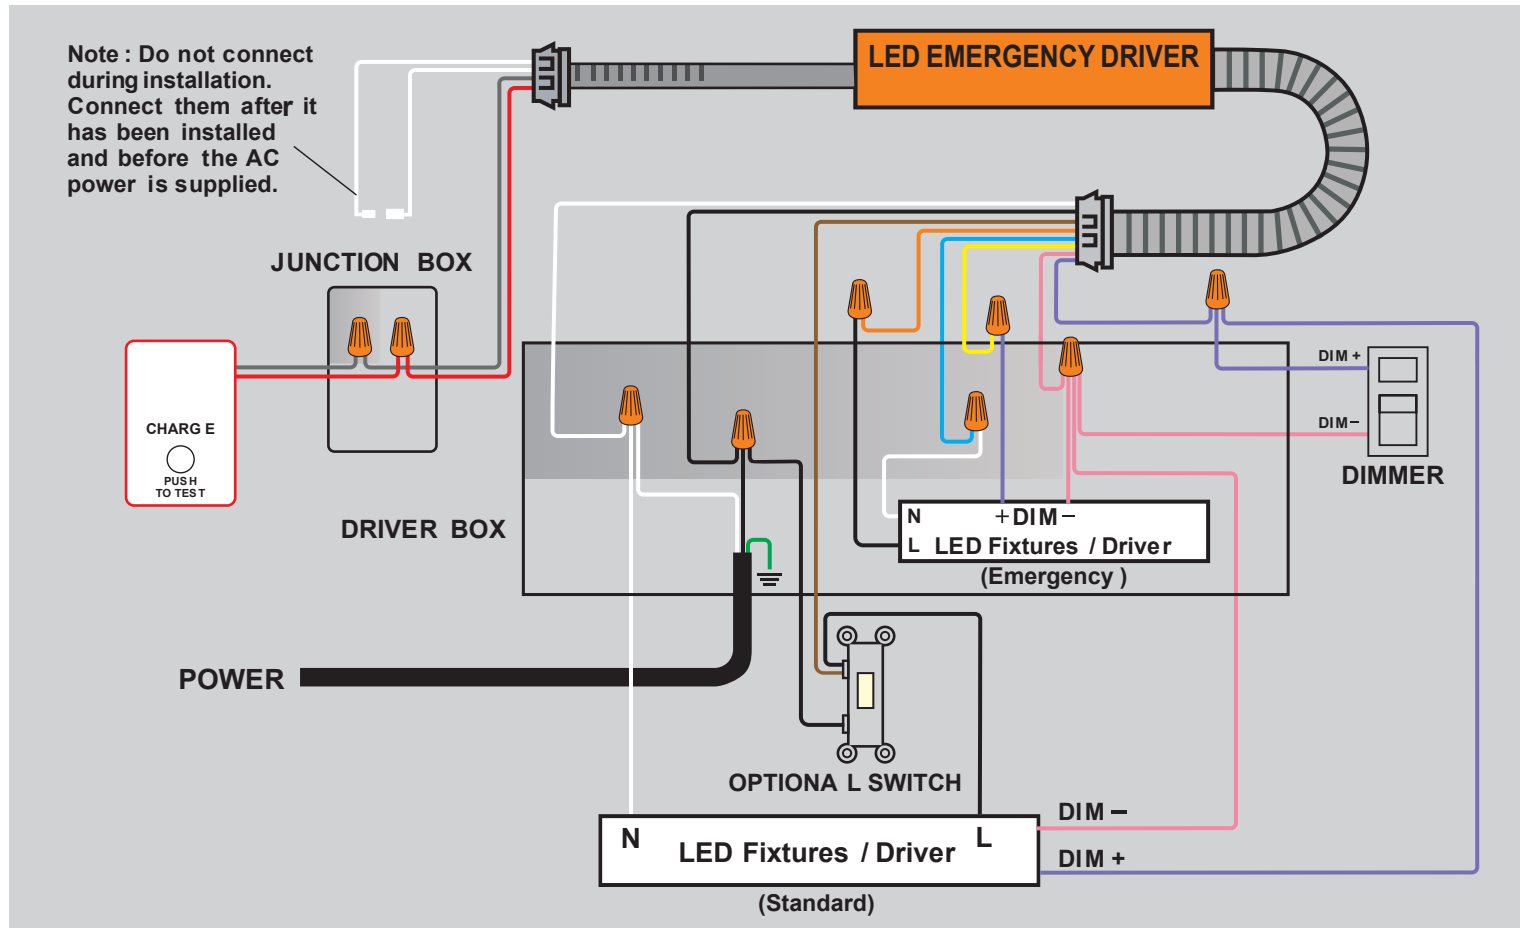 Note : Do not connect
during installation.
Connect them after it
has been installed
and before the AC
power is supplied.
LED EMERGENCY DRIVER
JUNCTION BOX
CHARG E
PUS H
TO TES T
DRIVER BOX
DIM +
DIM −
DIMMER
N + DIM −
L LED Fixtures / Driver
(Emergency )
POWER
OPTIONA L SWITCH
N LED Fixtures / Driver L
(Standard)
DIM −
DIM +